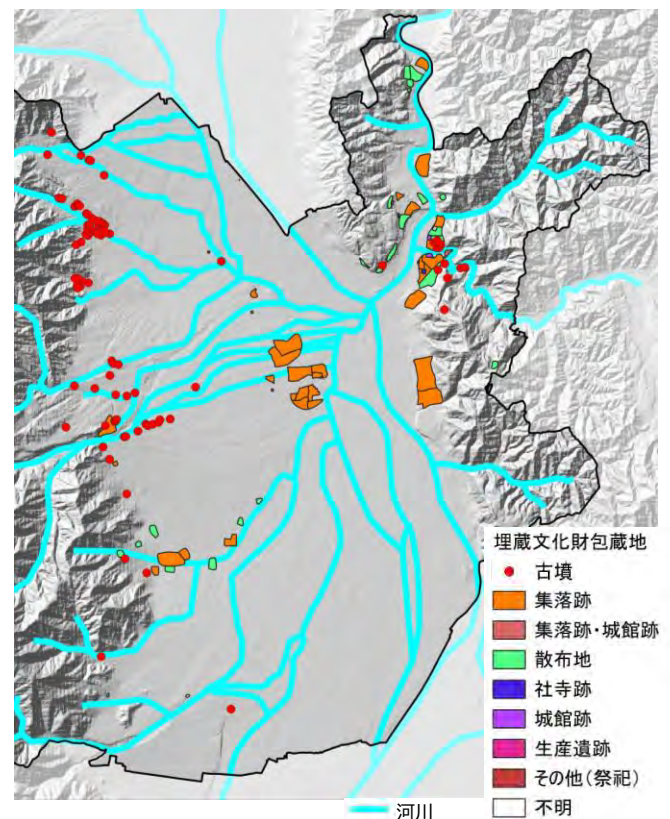 埋蔵文化財包蔵地
古墳
集落跡
集落跡・城館跡
散布地
社寺跡
城館跡
生産遺跡
その他(祭祀)
不明
河川